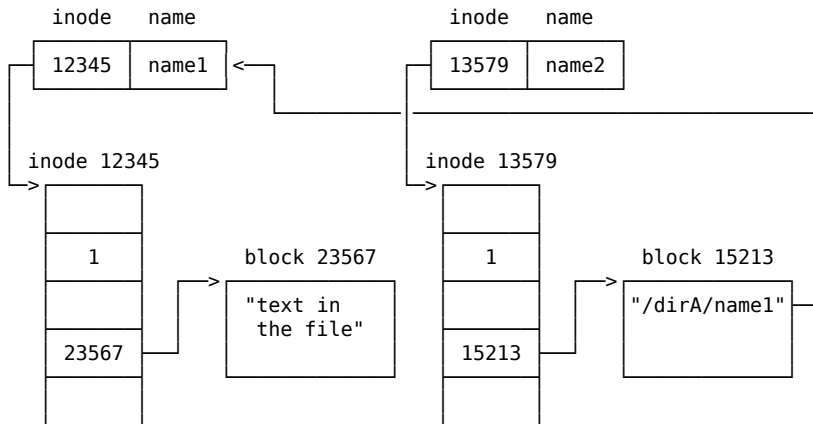 inode name inode name
12345 name1 13579 name2
inode 12345 inode 13579
1 block 23567 1 block 15213
"text in "/dirA/name1"
the file"
23567 15213